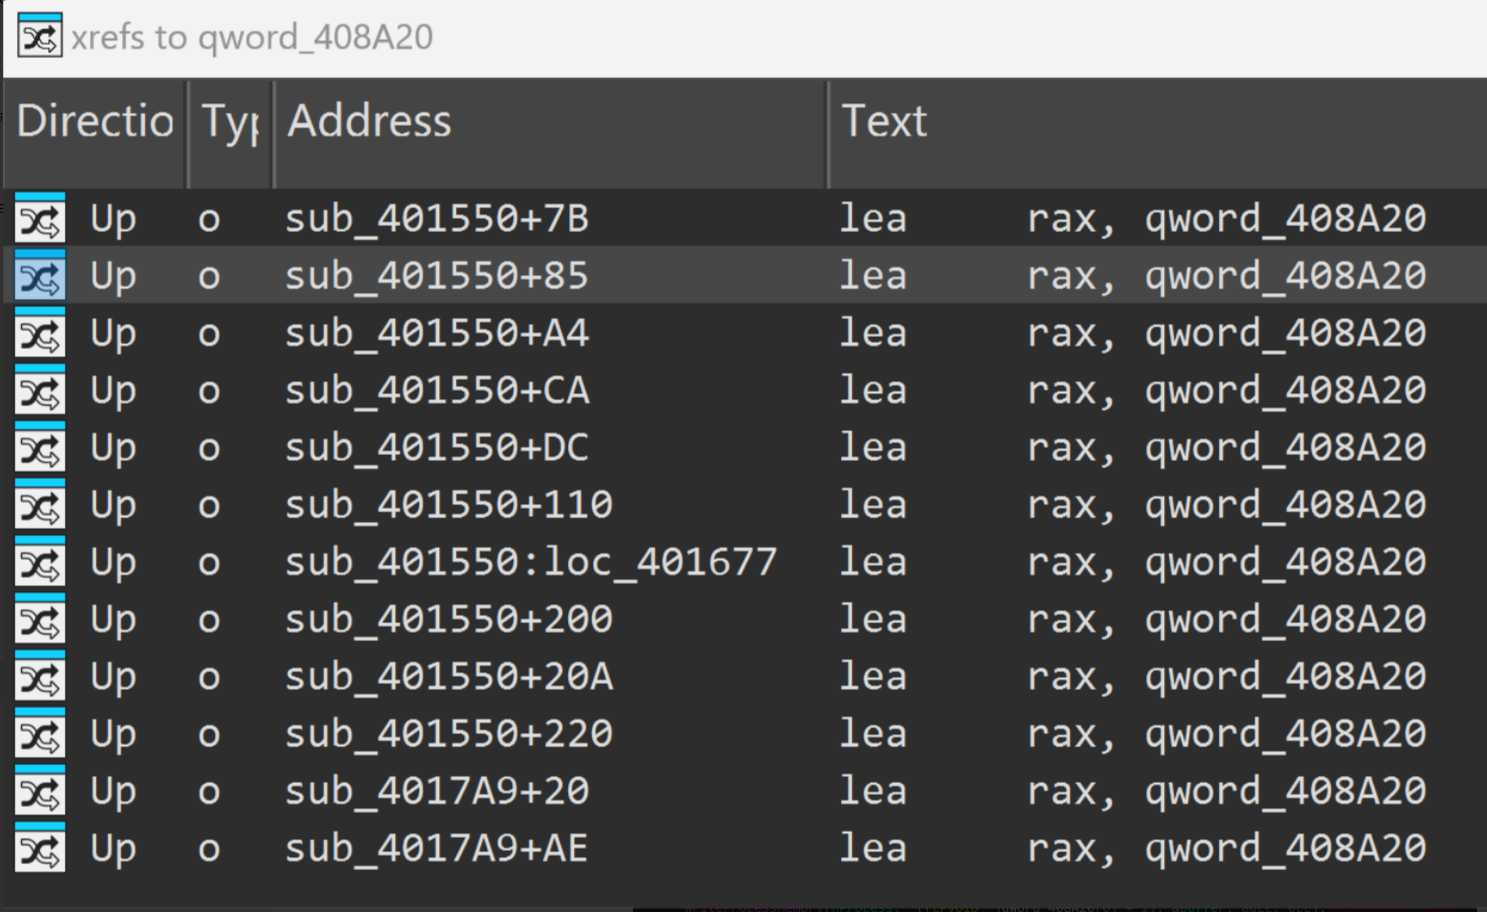 xrefs to qword_408A20
Directio Typ Address Text
Up o sub_401550+7B lea rax, qword_408A20
Up o sub_401550+85 lea rax, qword_408A20
Up o sub_401550+A4 lea rax, qword_408A20
Up o sub_401550+CA lea rax, qword_408A20
Up o sub_401550+DC lea rax, qword_408A20
Up o sub_401550+110 lea rax, qword_408A20
Up o sub_401550:loc_401677 lea rax, qword_408A20
Up o sub_401550+200 lea rax, qword_408A20
Up o sub_401550+20A lea rax, qword_408A20
Up o sub_401550+220 lea rax, qword_408A20
Up o sub_4017A9+20 lea rax, qword_408A20
Up o sub_4017A9+AE lea rax, qword_408A20